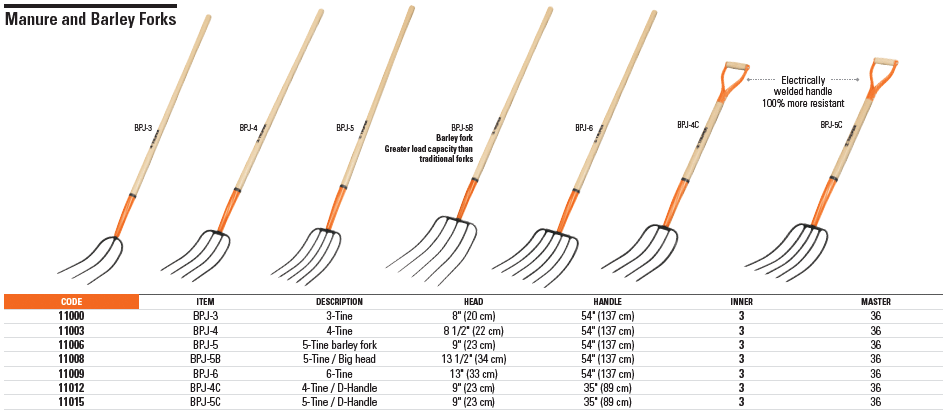 Manure and Barley Forks
BPJ-3
BPJ-4
BPJ-5
BPJ-5B
Barley fork
Greater load capacity than
traditional forks
BPJ-6
BPJ-4C
Electrically
welded handle
100% more resistant
BPJ-5C
CODE ITEM DESCRIPTION HEAD HANDLE INNER MASTER
11000 BPJ-3 3-Tine 8" (20 cm) 54" (137 cm) 3 36
11003 BPJ-4 4-Tine 8 1/2" (22 cm) 54" (137 cm) 3 36
11006 BPJ-5 5-Tine barley fork 9" (23 cm) 54" (137 cm) 3 36
11008 BPJ-5B 5-Tine / Big head 13 1/2" (34 cm) 54" (137 cm) 3 36
11009 BPJ-6 6-Tine 13" (33 cm) 54" (137 cm) 3 36
11012 BPJ-4C 4-Tine / D-Handle 9" (23 cm) 35" (89 cm) 3 36
11015 BPJ-5C 5-Tine / D-Handle 9" (23 cm) 35" (89 cm) 3 36